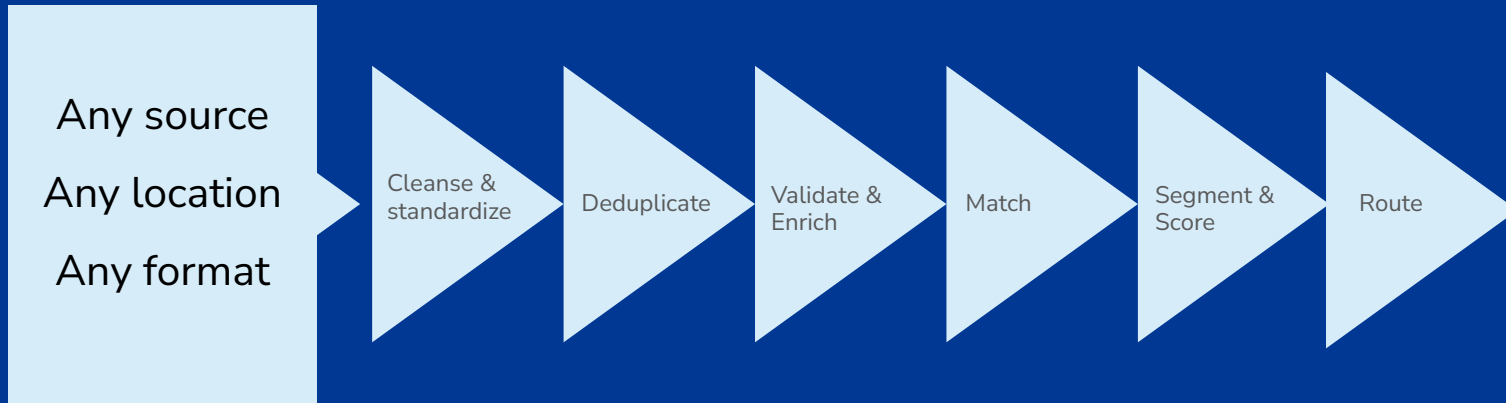 Any source
Any location
Any format
Cleanse &
standardize
Deduplicate
Validate &
Enrich
Match
Segment &
Score
Route